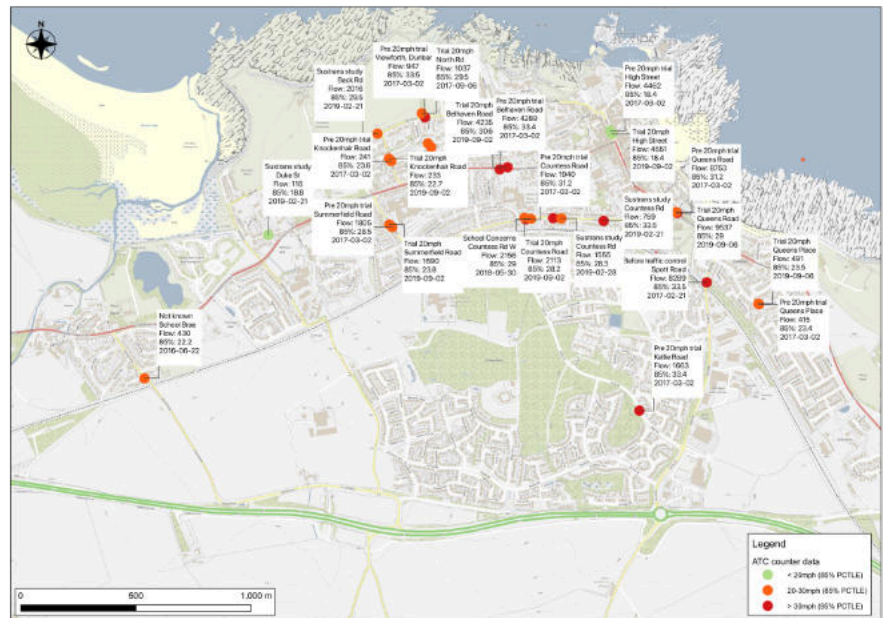 N
Pre 20mph trial
Viewforth, Dunbar
Flow: 947
85%: 33.5
2017-03-02
Trial 20mph
North Rd
Flow: 1037
85%: 29.5
2017-09-06
Sustrans study
Back Rd
Flow: 2016
85%: 29.5
2019-02-21
Trial 20mph
Belhaven Road
Flow: 4235
85%: 30.6
2019-09-02
Pre 20mph trial
Belhaven Road
Flow: 4289
85%: 33.4
2017-03-02
Pre 20mph trial
High Street
Flow: 4462
85%: 18.4
2017-03-02
Trial 20mph
High Street
Flow: 4551
85%: 18.4
2019-09-02
Pre 20mph trial
Knockenhair Road
Flow: 241
85%: 23.6
2017-03-02
Trial 20mph
Knockenhair Road
Flow: 233
85%: 22.7
2019-09-02
Pre 20mph trial
Countess Road
Flow: 1940
85%: 31.2
2017-03-02
Pre 20mph trial
Queens Road
Flow: 8753
85%: 31.2
2017-03-02
Sustrans study
Duke St
Flow: 116
85%: 18.8
2019-02-21
Sustrans study
Countess Rd
Flow: 759
85%: 33.5
2019-02-21
Trial 20mph
Queens Road
Flow: 9537
85%: 29
2019-09-06
Pre 20mph trial
Summerfield Road
Flow: 1805
85%: 28.5
2017-03-02
Trial 20mph
Summerfield Road
Flow: 1690
85%: 23.8
2019-09-02
School Concerns
Countess Rd W
Flow: 2156
85%: 29
2018-05-30
Trial 20mph
Countess Road
Flow: 2113
85%: 28.2
2019-09-02
Sustrans study
Countess Rd
Flow: 1555
85%: 28.3
2019-02-28
Before traffic control
Spott Road
Flow: 8299
85%: 33.5
2017-02-21
Trial 20mph
Queens Place
Flow: 491
85%: 23.5
2019-09-06
Pre 20mph trial
Queens Place
Flow: 415
85%: 23.4
2017-03-02
Not known
School Brae
Flow: 430
85%: 22.2
2016-06-22
Pre 20mph trial
Kellie Road
Flow: 1663
85%: 33.4
2017-03-02
Legend
ATC counter data
< 20mph (85% PCTLE)
20-30mph (85% PCTLE)
> 30mph (85% PCTLE)
0 500 1,000 m